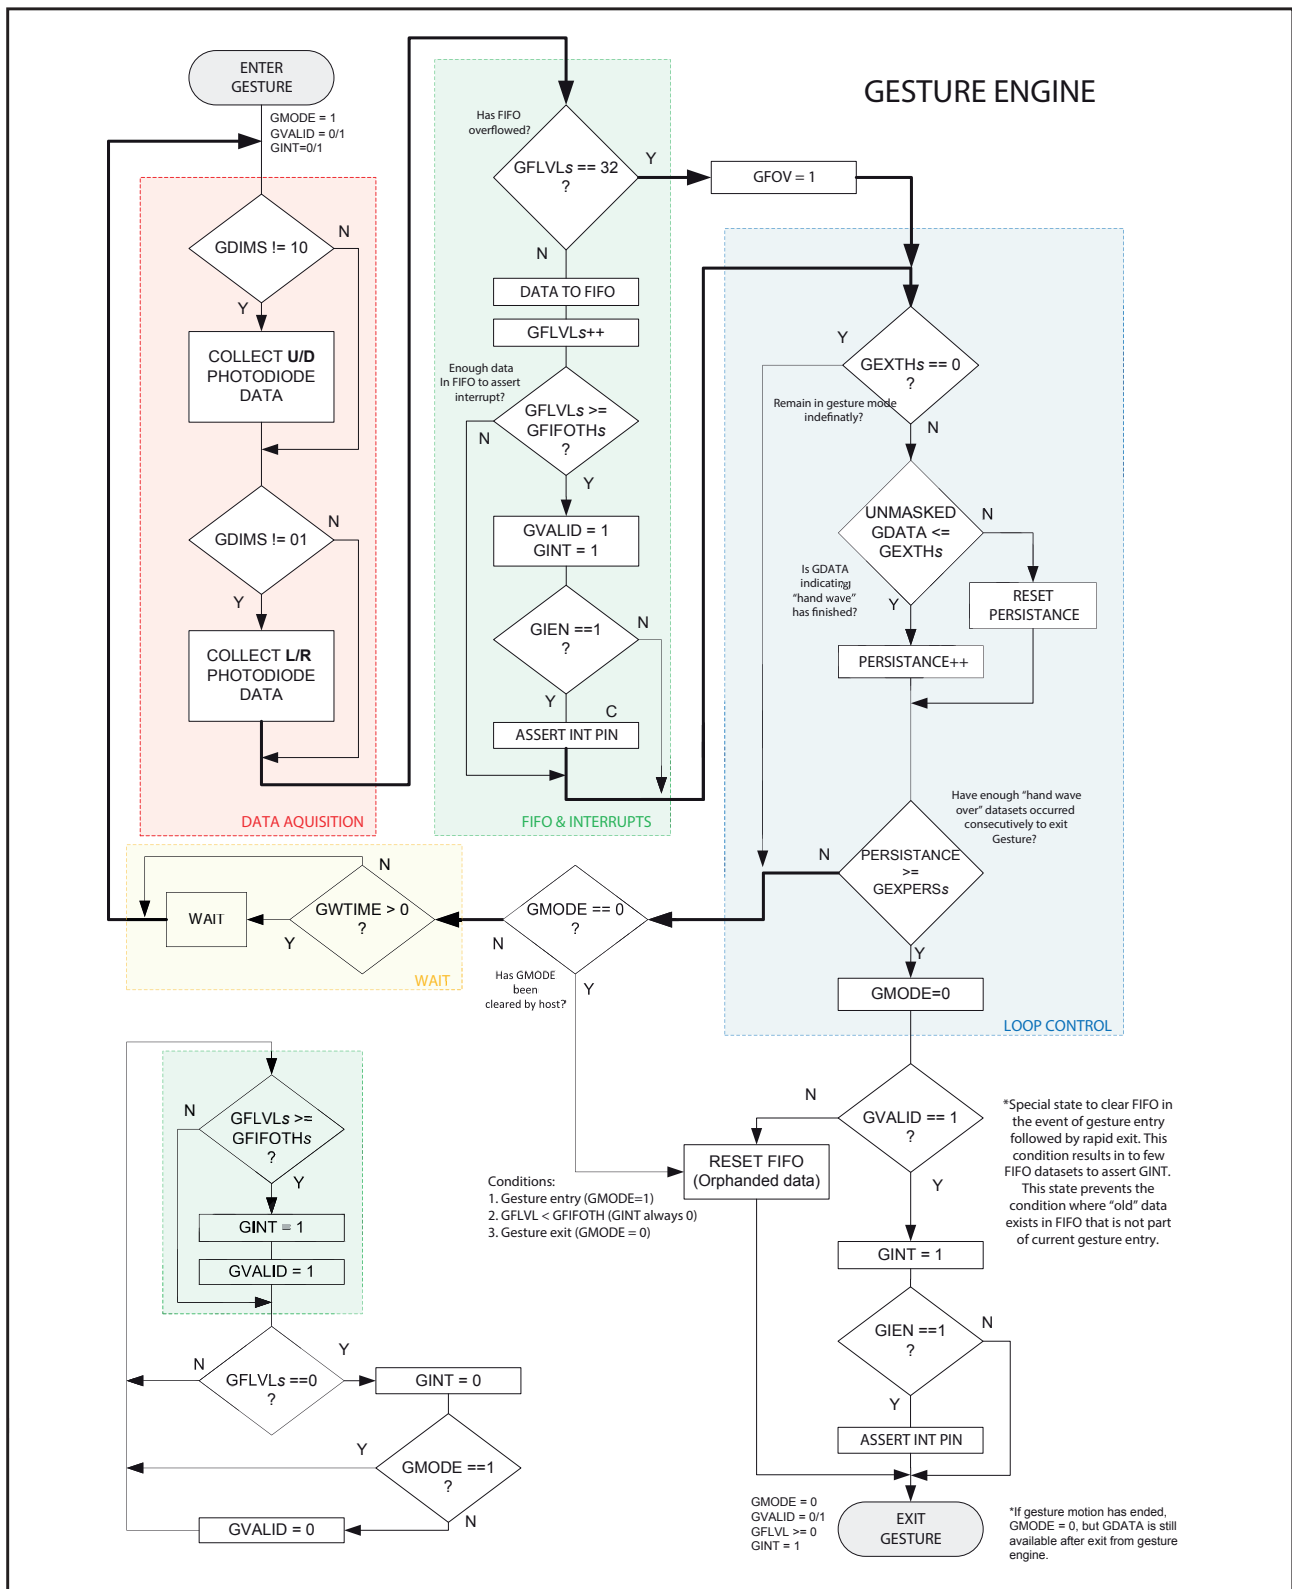 GESTURE ENGINE
ENTER
GESTURE
GMODE = 1
GVALID = 0/1
GINT=0/1
GDIMS != 10
N
Y
COLLECT U/D
PHOTODIODE
DATA
GDIMS != 01
N
Y
COLLECT L/R
PHOTODIODE
DATA
DATA AQUISITION
Has FIFO
overflowed?
GFLVLs == 32
?
Y
N
GFOV = 1
DATA TO FIFO
GFLVLs++
Enough data
In FIFO to assert
interrupt?
GFLVLs >=
GFIFOTHs
?
N
Y
GVALID = 1
GINT = 1
GIEN ==1
?
N
Y
C
ASSERT INT PIN
FIFO & INTERRUPTS
Y
GEXTHs == 0
?
Remain in gesture mode
indefinatly?
N
UNMASKED
GDATA <=
GEXTHs
N
Is GDATA
indicating
“hand wave”
has finished?
Y
RESET
PERSISTANCE
PERSISTANCE++
Have enough “hand wave
over” datasets occurred
consecutively to exit
Gesture?
N
PERSISTANCE
>=
GEXPERSs
Y
GMODE=0
LOOP CONTROL
N
WAIT
GWTIME > 0
?
Y
WAIT
GMODE == 0
?
N
Y
Has GMODE
been
cleared by host?
GFLVLs >=
GFIFOTHs
?
N
Y
GINT = 1
GVALID = 1
N
Y
GFLVLs ==0
?
GINT = 0
Y
GMODE ==1
?
N
GVALID = 0
Conditions:
1. Gesture entry (GMODE=1)
2. GFLVL < GFIFOTH (GINT always 0)
3. Gesture exit (GMODE = 0)
N
GVALID == 1
?
Y
RESET FIFO
(Orphanded data)
*Special state to clear FIFO in
the event of gesture entry
followed by rapid exit. This
condition results in to few
FIFO datasets to assert GINT.
This state prevents the
condition where “old” data
exists in FIFO that is not part
of current gesture entry.
GINT = 1
GIEN ==1
?
N
Y
ASSERT INT PIN
GMODE = 0
GVALID = 0/1
GFLVL >= 0
GINT = 1
EXIT
GESTURE
*If gesture motion has ended,
GMODE = 0, but GDATA is still
available after exit from gesture
engine.